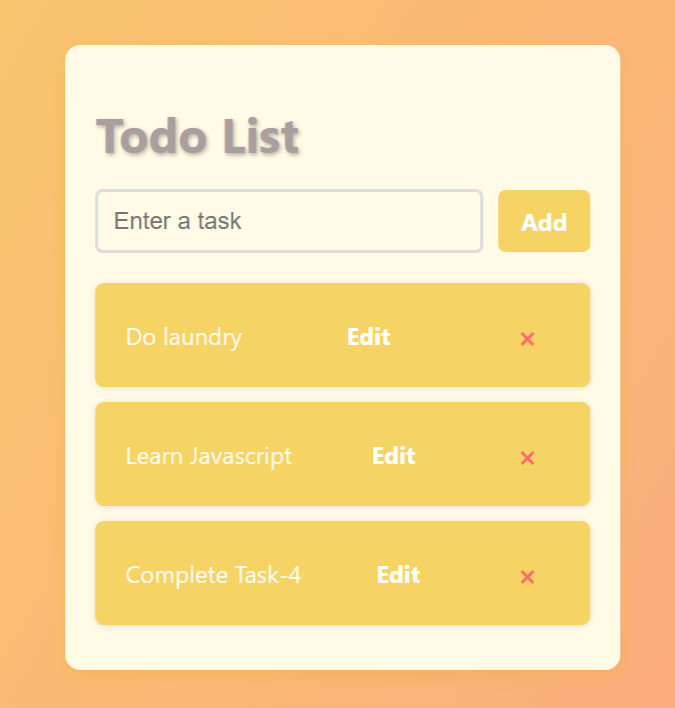 Todo List
Enter a task Add
Do laundry Edit ×
Learn Javascript Edit ×
Complete Task-4 Edit ×